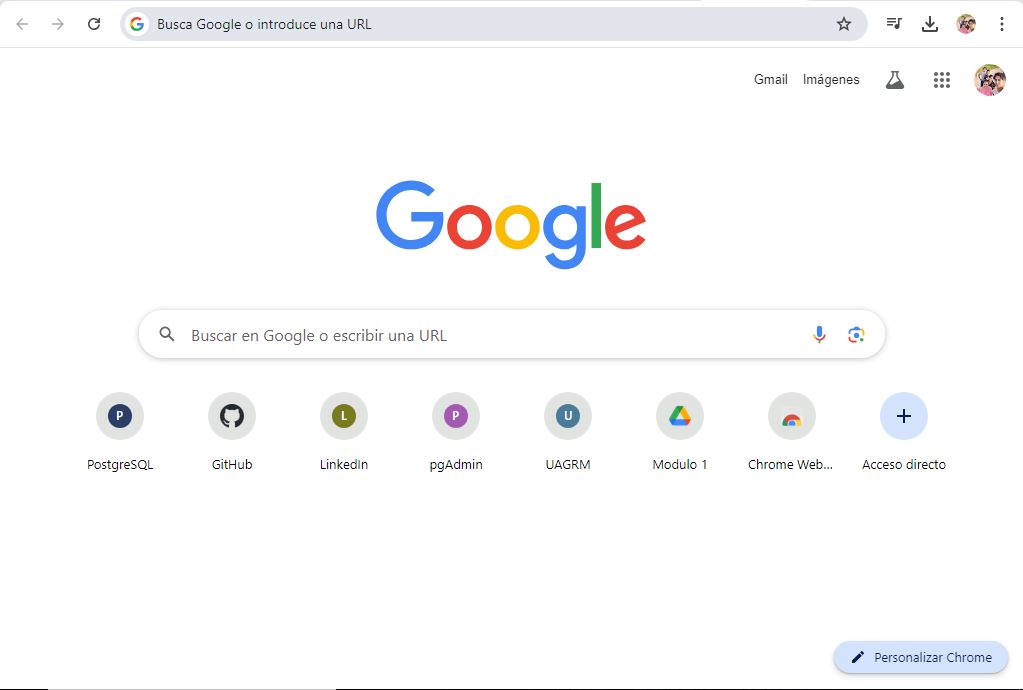 Busca Google o introduce una URL
Gmail Imágenes
Google
Buscar en Google o escribir una URL
P L P U
PostgreSQL GitHub LinkedIn pgAdmin UAGRM Modulo 1 Chrome Web... Acceso directo
Personalizar Chrome